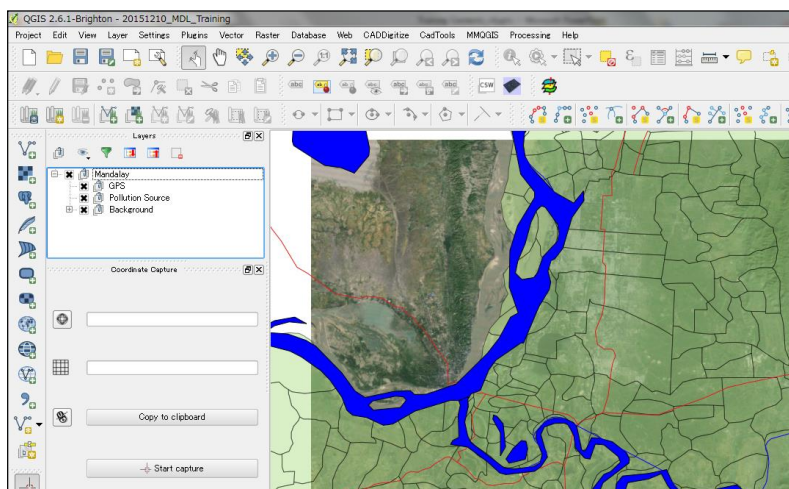 QGIS 2.6.1-Brighton - 20151210_MDL_Training
Project Edit View Layer Settings Plugins Vector Raster Database Web CADDigitize CadTools MMQGIS Processing Help
abc
CSW
Layers
Mandalay
GPS
Pollution Source
Background
Coordinate Capture
Copy to clipboard
Start capture